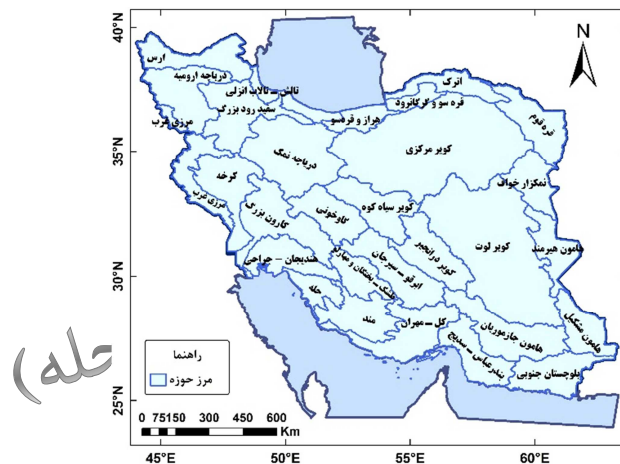 40°N
35°N
30°N
25°N
45°E
50°E
55°E
60°E
N
ارس
دریاچه ارومیه
تالش - تالاب انزلی
سفید رود بزرگ
مرزی غرب
هراز و قره‌سو
قره سو و گرگانرود
اترک
قره قوم
کویر مرکزی
دریاچه نمک
نمکزار خواف
کرخه
مرزی غرب
کارون بزرگ
گاوخونی
کویر سیاه کوه
کویر لوت
هامون هیرمند
هندیجان - جراحی
ابرقو - سیرجان
کویر درانجیر
حله
مند
کل - مهران
هامون جازموریان
بندرعباس - سدیج
هامون مشکیل
بلوچستان جنوبی
راهنما
مرز حوزه
0 75 150 300 450 600
Km
حله)